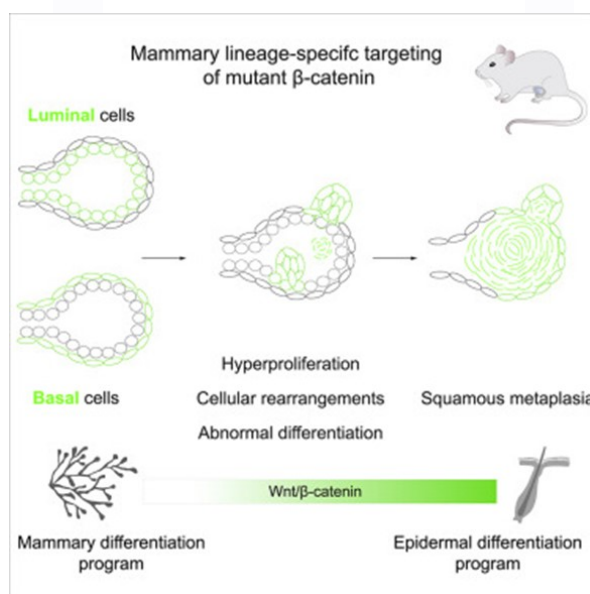 Mammary lineage-specifc targeting
of mutant β-catenin
Luminal cells
Basal cells
Hyperproliferation
Cellular rearrangements
Abnormal differentiation
Squamous metaplasia
Wnt/β-catenin
Mammary differentiation
program
Epidermal differentiation
program